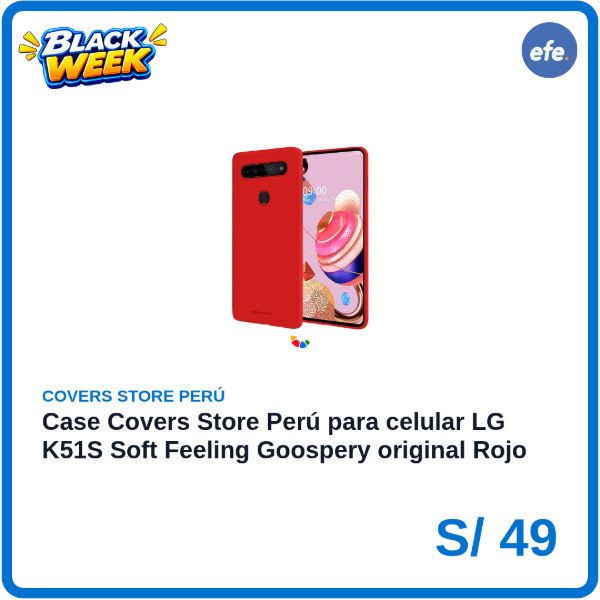 BLACK
WEEK
efe.
09:00
COVERS STORE PERÚ
Case Covers Store Perú para celular LG
K51S Soft Feeling Goospery original Rojo
S/ 49